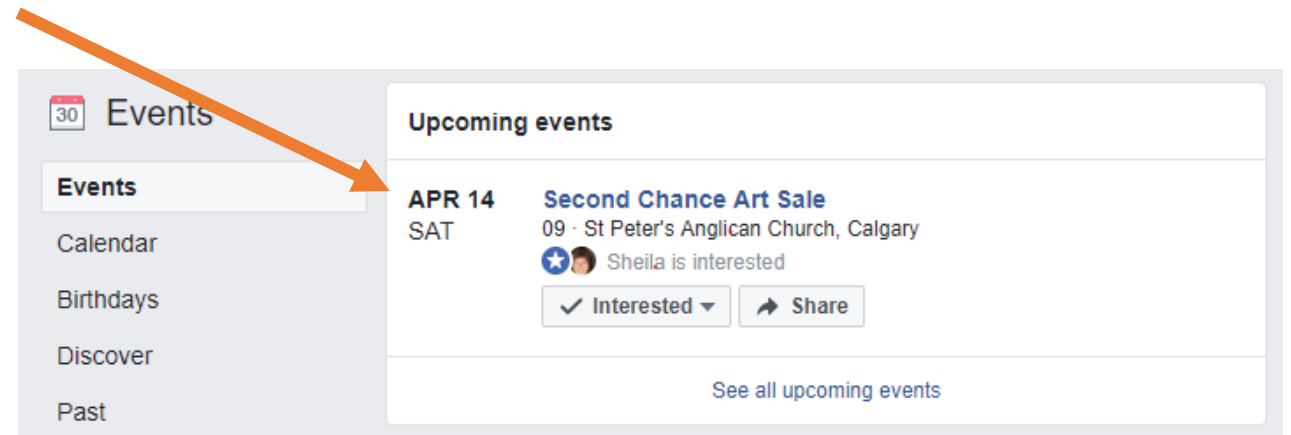 30 Events
Events
Calendar
Birthdays
Discover
Past
Upcoming events
APR 14
SAT
Second Chance Art Sale
09 · St Peter's Anglican Church, Calgary
Sheila is interested
Interested
Share
See all upcoming events